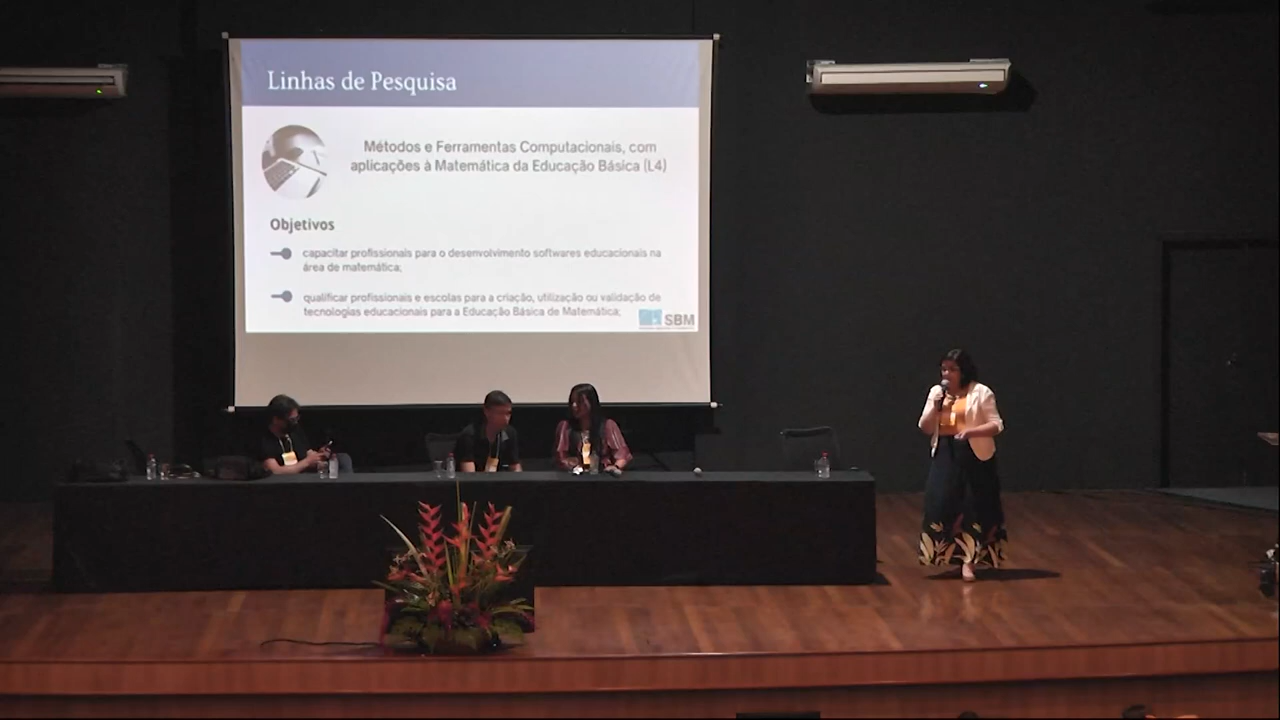 Linhas de Pesquisa
Métodos e Ferramentas Computacionais, com
aplicações à Matemática da Educação Básica (L4)
Objetivos
capacitar profissionais para o desenvolvimento softwares educacionais na
área de matemática;
qualificar profissionais e escolas para a criação, utilização ou validação de
tecnologias educacionais para a Educação Básica de Matemática;
SBM